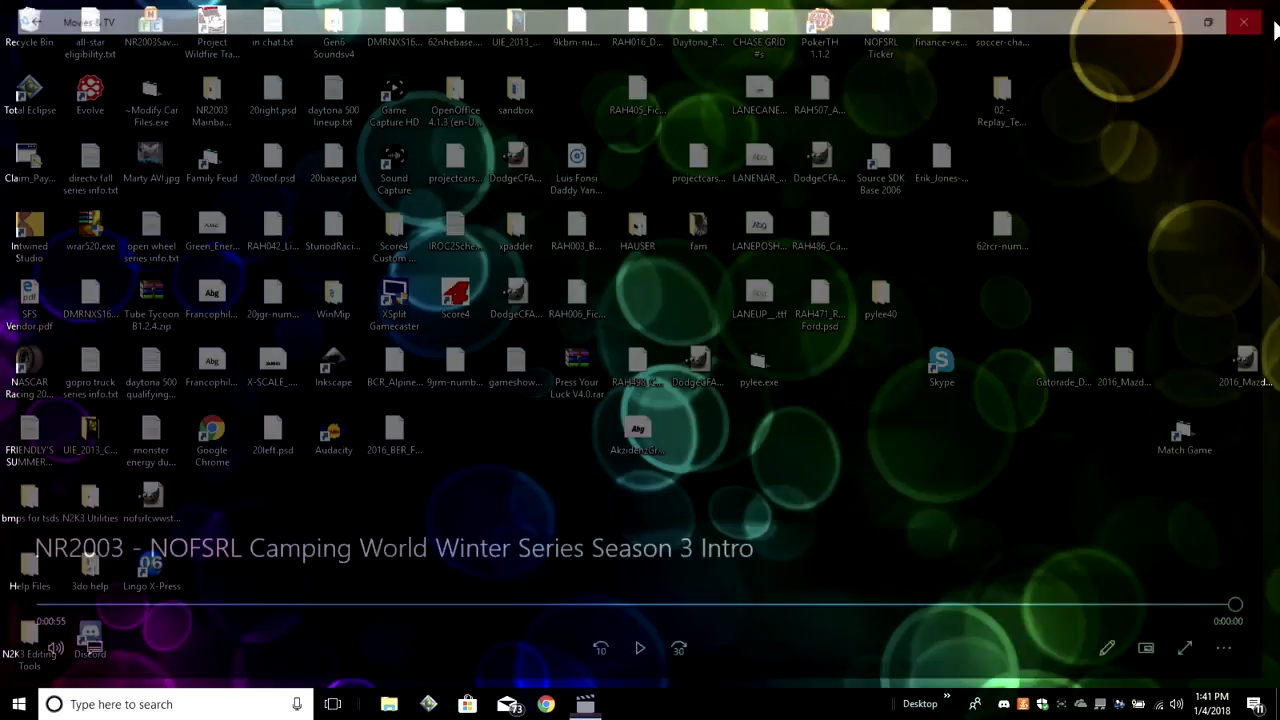 Movies & TV
Recycle Bin
all-star
eligibility.txt
NR2003Sav...
Project
Wildfire Tra...
in chat.txt
Gen6
Soundsv4
DMRNXS16...
62nhebase...
UIE_2013_...
9kbm-num...
RAH016_D...
Daytona_R...
CHASE GRID
#s
PokerTH
1.1.2
NOFSRL
Ticker
finance-ve...
soccer-cha...
Total Eclipse
Evolve
~Modify Car
Files.exe
NR2003
Mainba...
20right.psd
daytona 500
lineup.txt
Game
Capture HD
OpenOffice
4.1.3 (en-U...
sandbox
RAH405_Fic...
LANECANE...
RAH507_A...
02 -
Replay_Te...
Claim_Pay...
directv fall
series info.txt
Marty AVI.jpg
Family Feud
20roof.psd
20base.psd
Sound
Capture
projectcars...
DodgeCFA...
Luis Fonsi
Daddy Yan...
projectcars...
LANENAR_...
DodgeCFA...
Source SDK
Base 2006
Erik_Jones-...
Intwined
Studio
wrar520.exe
open wheel
series info.txt
Green_Ener...
RAH042_Li...
StunodRaci...
Score4
Custom ...
IROC2Sche...
xpadder
RAH003_B...
HAUSER
fam
LANEPOSH...
RAH486_Ca...
62rcr-num...
SFS
Vendor.pdf
DMRNXS16...
Tube Tycoon
B1.2.4.zip
Francophil...
20jgr-num...
WinMip
XSplit
Gamecaster
Score4
DodgeCFA...
RAH006_Fic...
LANEUP__.ttf
RAH471_R...
Ford.psd
pylee40
NASCAR
Racing 20...
gopro truck
series info.txt
daytona 500
qualifying...
Francophil...
X-SCALE_...
Inkscape
BCR_Alpine...
9jrm-numb...
gameshow...
Press Your
Luck V4.0.rar
DodgeCFA...
pylee.exe
Skype
Gatorade_D...
2016_Mazd...
2016_Mazd...
FRIENDLY'S
SUMMER...
UIE_2013_C...
monster
energy du...
Google
Chrome
20left.psd
Audacity
2016_BER_F...
AkzidenzGr...
Match Game
bmps for tsds
N2K3 Utilities
nofsrlcwwst...
NR2003 - NOFSRL Camping World Winter Series Season 3 Intro
Help Files
3do help
Lingo X-Press
0:00:55
0:00:00
N2K3 Editing
Tools
Discord
10
30
Type here to search
73
Desktop
1:41 PM
1/4/2018
11